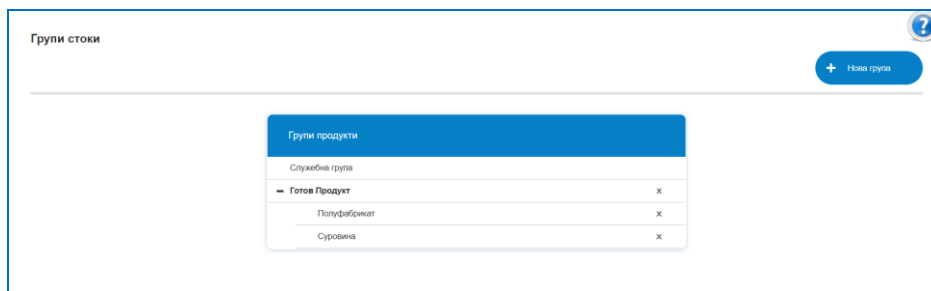 Групи стоки
?
+ Нова група
Групи продукти
Служебна група
− Готов Продукт x
Полуфабрикат x
Суровина x